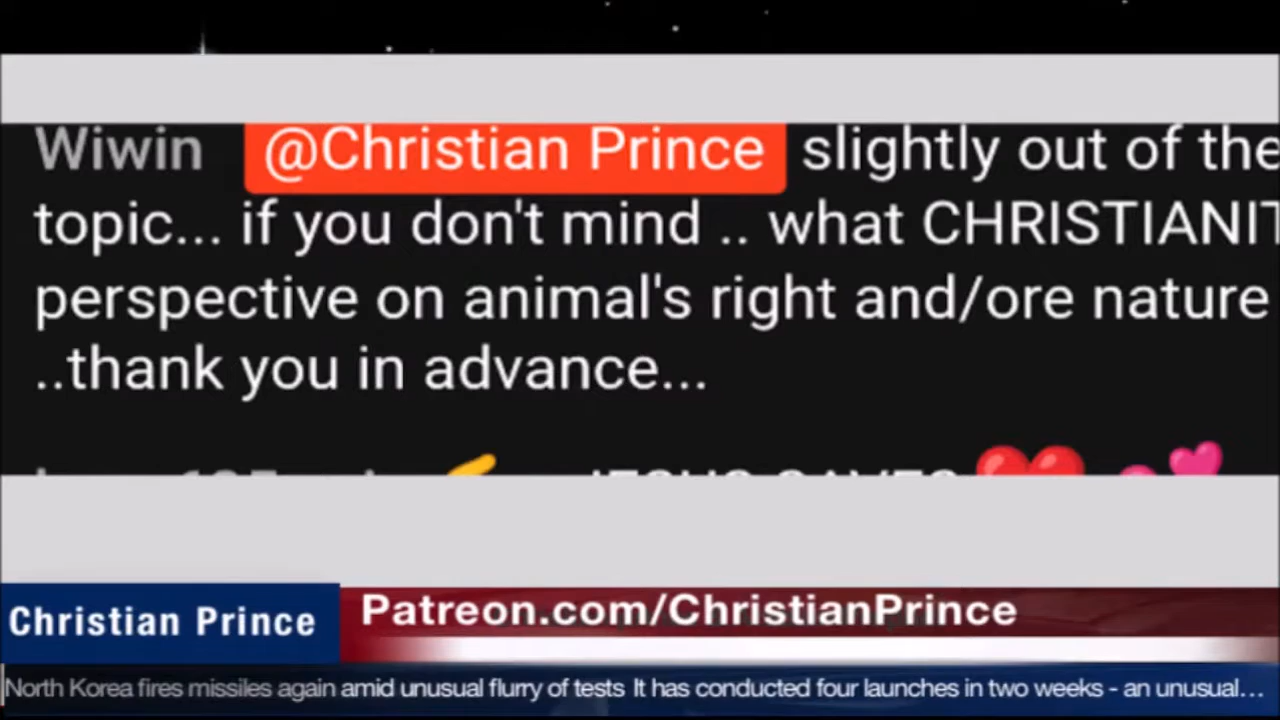 Wiwin @Christian Prince slightly out of the
topic... if you don't mind .. what CHRISTIANIT
perspective on animal's right and/ore nature
..thank you in advance...
JESUS SAVES
Christian Prince
Patreon.com/ChristianPrince
North Korea fires missiles again amid unusual flurry of tests It has conducted four launches in two weeks - an unusual...